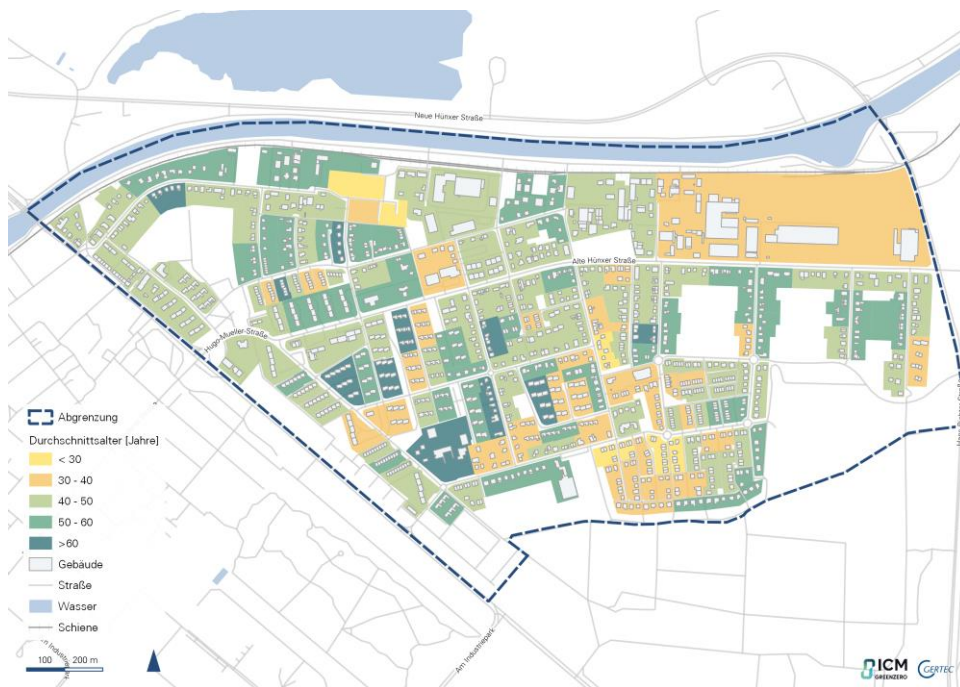 Neue Hünxer Straße
Alte Hünxer Straße
Hugo-Mueller-Straße
Abgrenzung
Durchschnittsalter [Jahre]
< 30
30 - 40
40 - 50
50 - 60
>60
Gebäude
Straße
Wasser
Schiene
100 200 m
Am Industriepark
ICM
GREENZERO
GERTEC